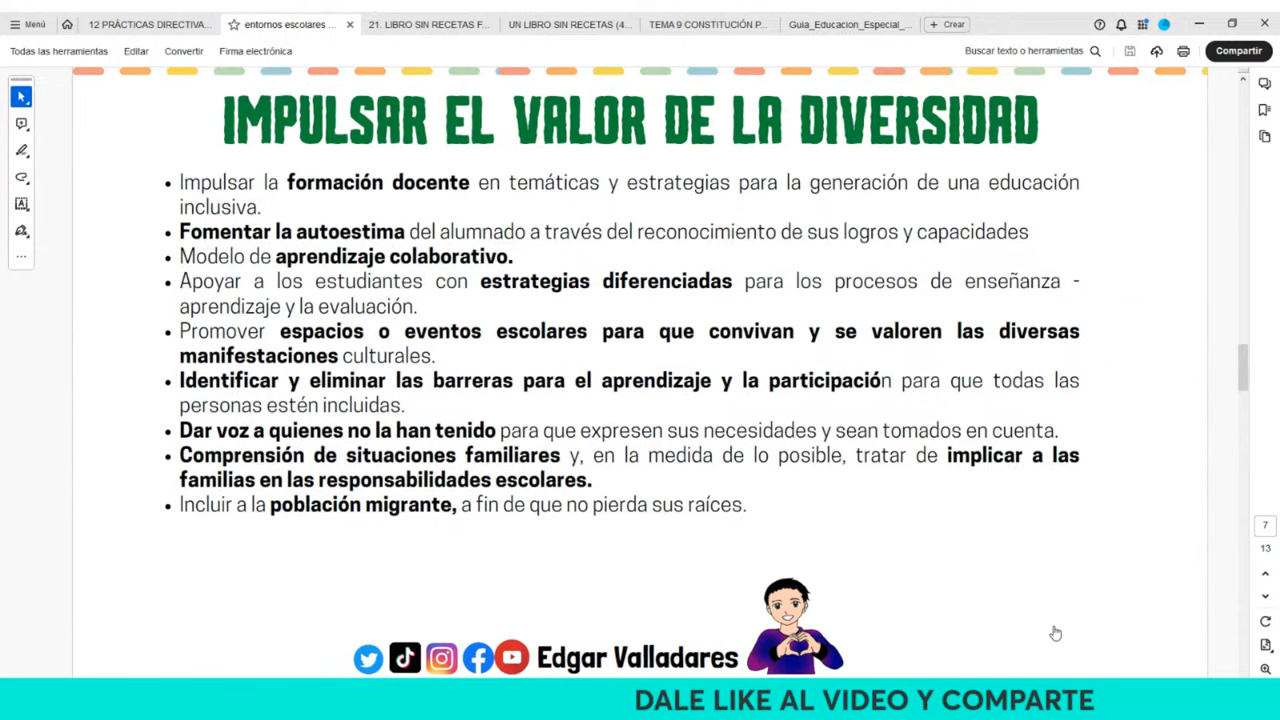 Menú
12 PRÁCTICAS DIRECTIVA...
entornos escolares ...
21. LIBRO SIN RECETAS F...
UN LIBRO SIN RECETAS (4...
TEMA 9 CONSTITUCIÓN P...
Guia_Educacion_Especial_...
+ Crear
Todas las herramientas Editar Convertir Firma electrónica
Buscar texto o herramientas
Compartir
IMPULSAR EL VALOR DE LA DIVERSIDAD
• Impulsar la formación docente en temáticas y estrategias para la generación de una educación
inclusiva.
• Fomentar la autoestima del alumnado a través del reconocimiento de sus logros y capacidades
• Modelo de aprendizaje colaborativo.
• Apoyar a los estudiantes con estrategias diferenciadas para los procesos de enseñanza -
aprendizaje y la evaluación.
• Promover espacios o eventos escolares para que convivan y se valoren las diversas
manifestaciones culturales.
• Identificar y eliminar las barreras para el aprendizaje y la participación para que todas las
personas estén incluidas.
• Dar voz a quienes no la han tenido para que expresen sus necesidades y sean tomados en cuenta.
• Comprensión de situaciones familiares y, en la medida de lo posible, tratar de implicar a las
familias en las responsabilidades escolares.
• Incluir a la población migrante, a fin de que no pierda sus raíces.
7
13
Edgar Valladares
DALE LIKE AL VIDEO Y COMPARTE